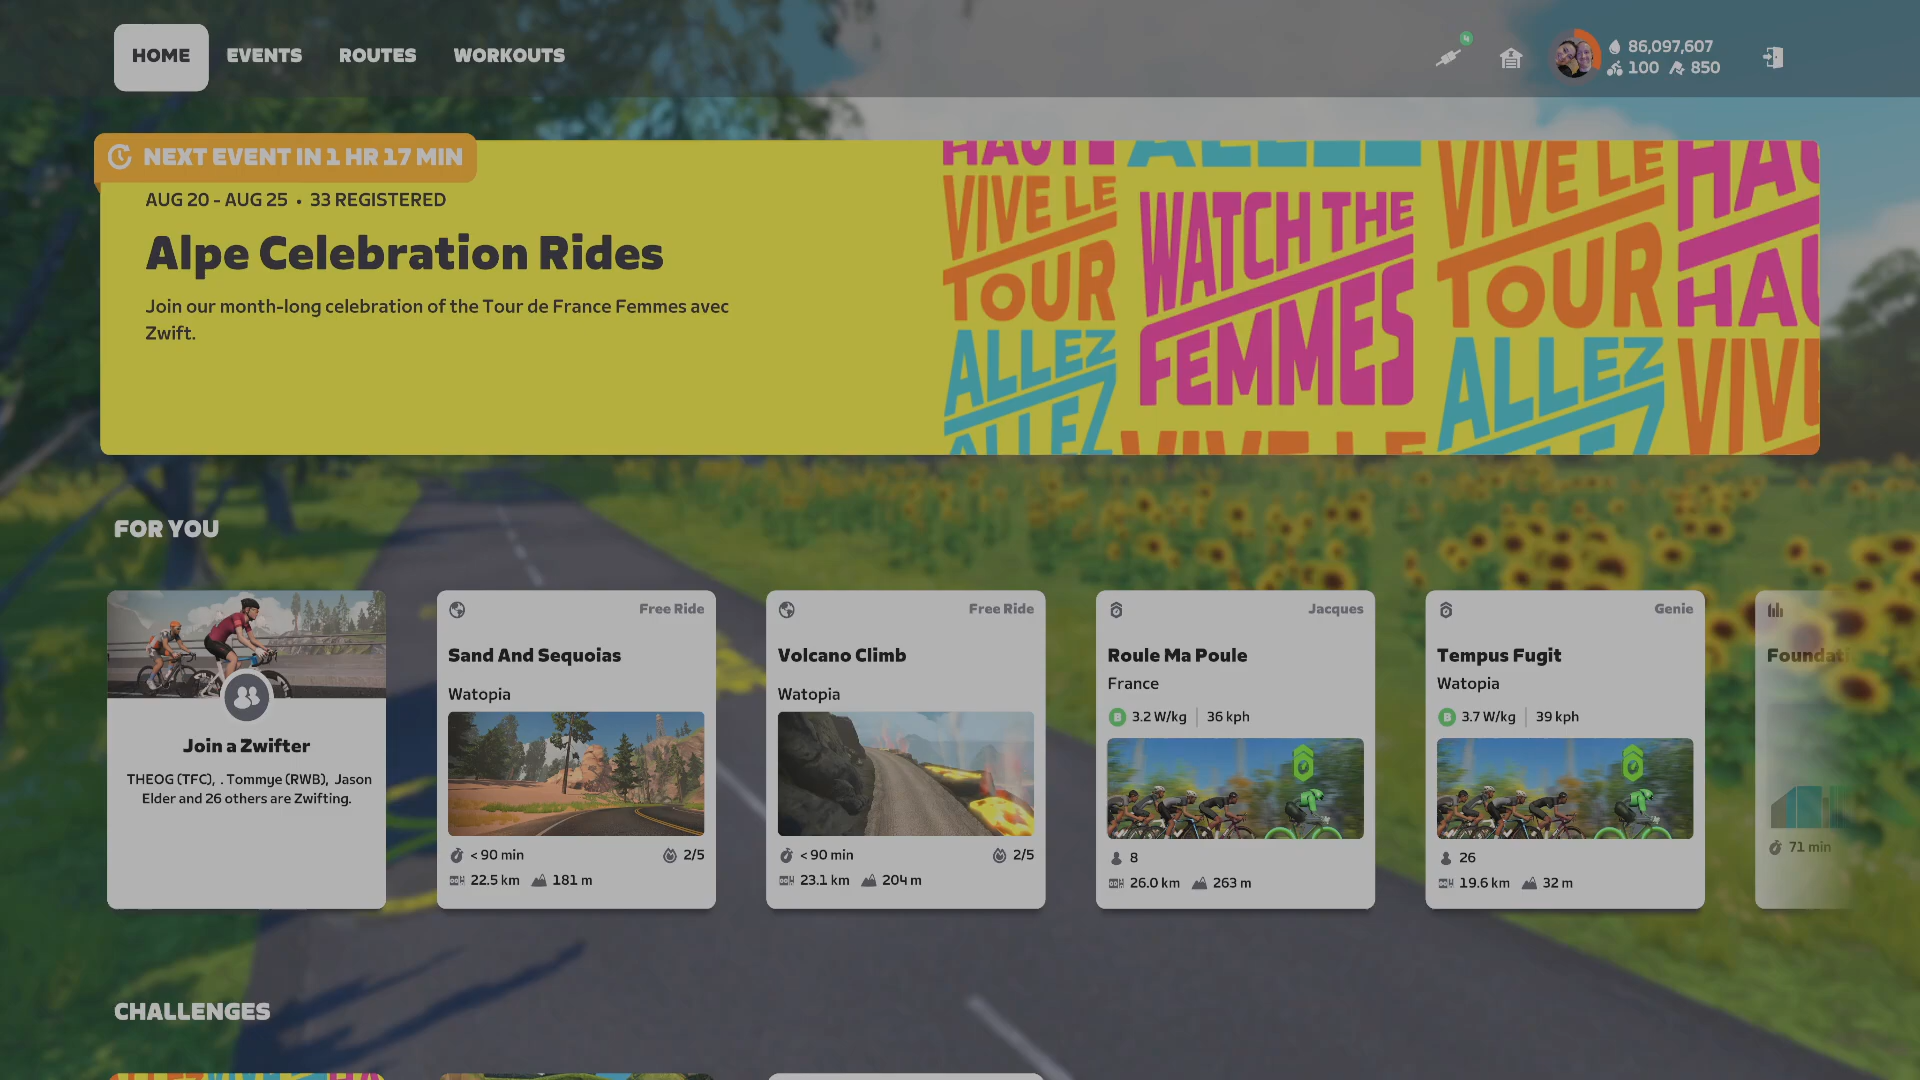 HOME EVENTS ROUTES WORKOUTS
4
86,097,607
100 850
NEXT EVENT IN 1 HR 17 MIN
AUG 20 - AUG 25 • 33 REGISTERED
Alpe Celebration Rides
Join our month-long celebration of the Tour de France Femmes avec
Zwift.
VIVE LE
TOUR
ALLEZ
ALLEZ
WATCH THE
FEMMES
VIVE LE
VIVE LE
TOUR
ALLEZ
FOR YOU
Join a Zwifter
THEOG (TFC), . Tommye (RWB), Jason
Elder and 26 others are Zwifting.
Free Ride
Sand And Sequoias
Watopia
< 90 min 2/5
22.5 km 181 m
Free Ride
Volcano Climb
Watopia
< 90 min 2/5
23.1 km 204 m
Jacques
Roule Ma Poule
France
B 3.2 W/kg | 36 kph
8
26.0 km 263 m
Genie
Tempus Fugit
Watopia
B 3.7 W/kg | 39 kph
26
19.6 km 32 m
Foundati
71 min
CHALLENGES